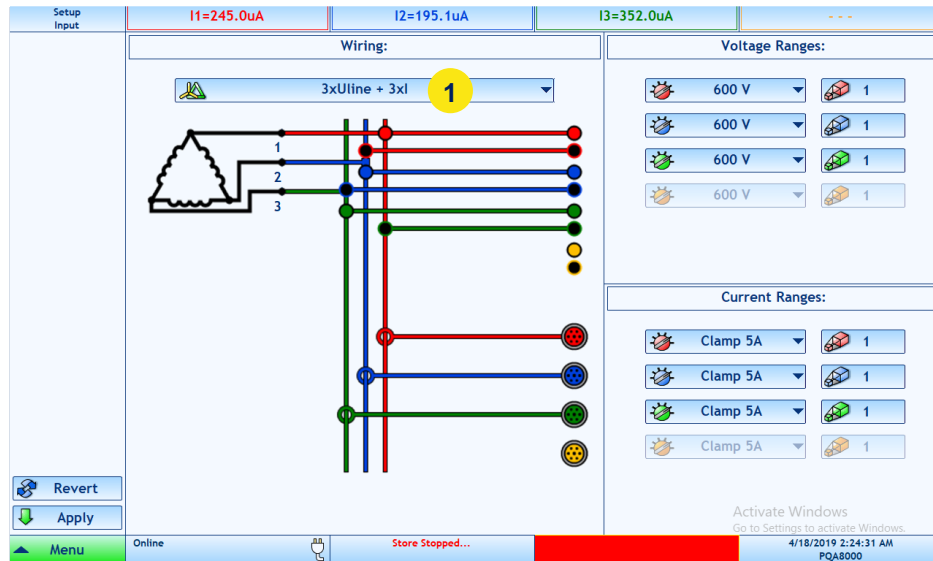 Setup
Input
I1=245.0uA
I2=195.1uA
I3=352.0uA
---
Wiring:
3xUline + 3xI
1
1
2
3
Voltage Ranges:
600 V 1
600 V 1
600 V 1
600 V 1
Current Ranges:
Clamp 5A 1
Clamp 5A 1
Clamp 5A 1
Clamp 5A 1
Revert
Apply
Activate Windows
Go to Settings to activate Windows.
Menu
Online
Store Stopped...
4/18/2019 2:24:31 AM
PQA8000